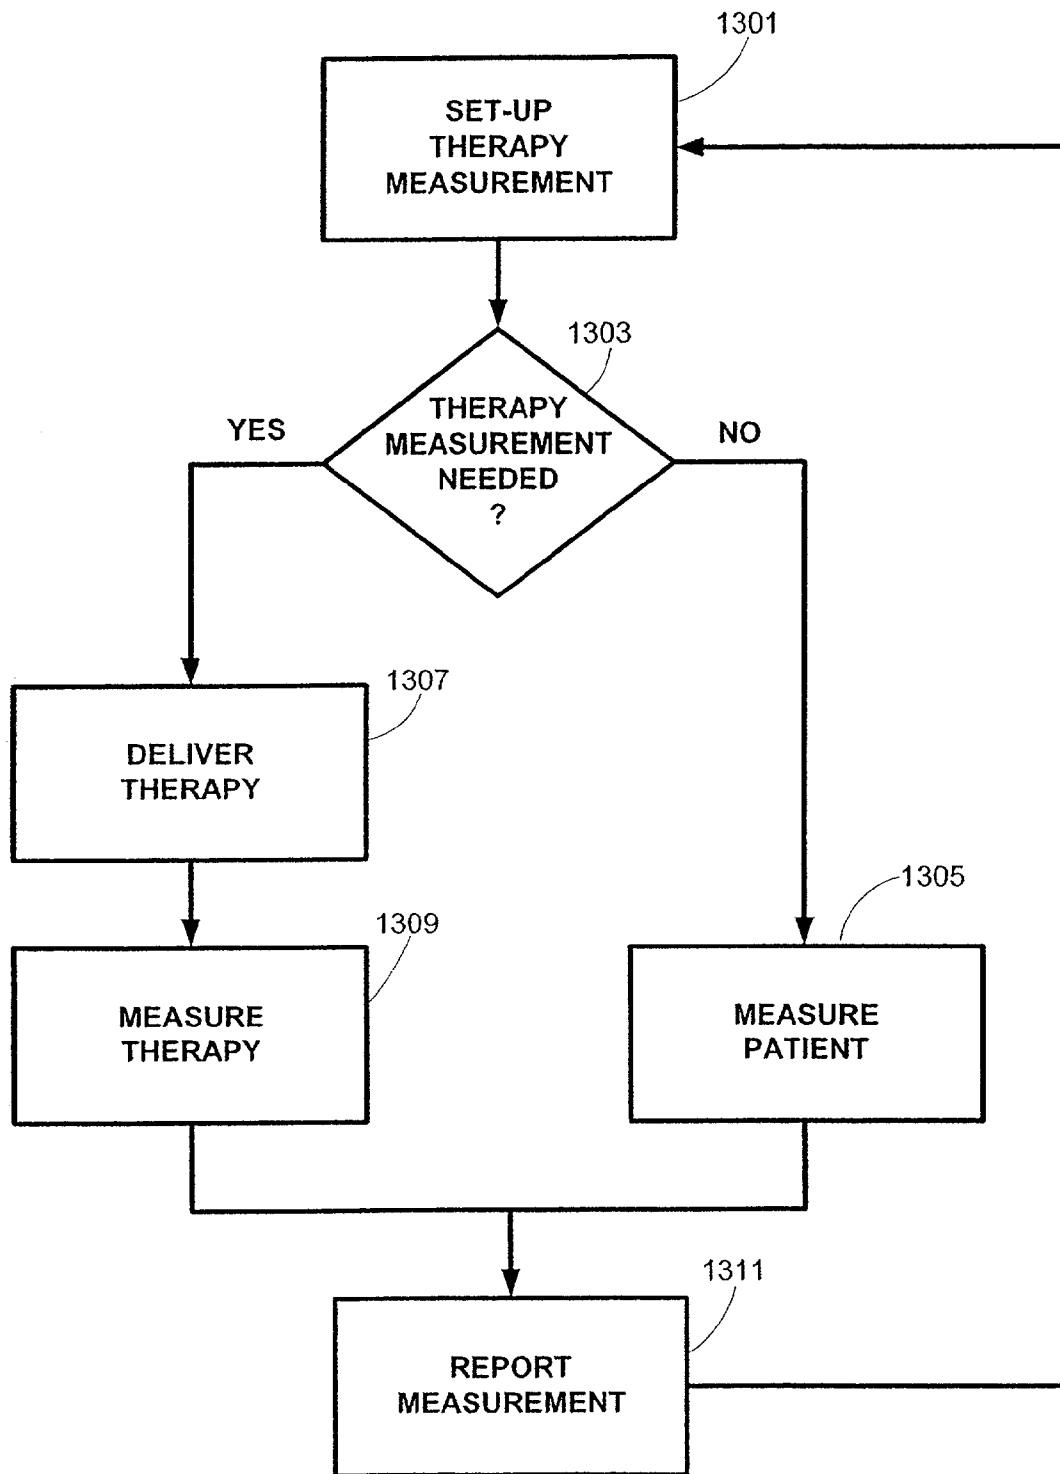 1301
SET-UP
THERAPY
MEASUREMENT
1303
THERAPY
MEASUREMENT
NEEDED
?
YES
NO
1307
DELIVER
THERAPY
1305
1309
MEASURE
THERAPY
MEASURE
PATIENT
1311
REPORT
MEASUREMENT